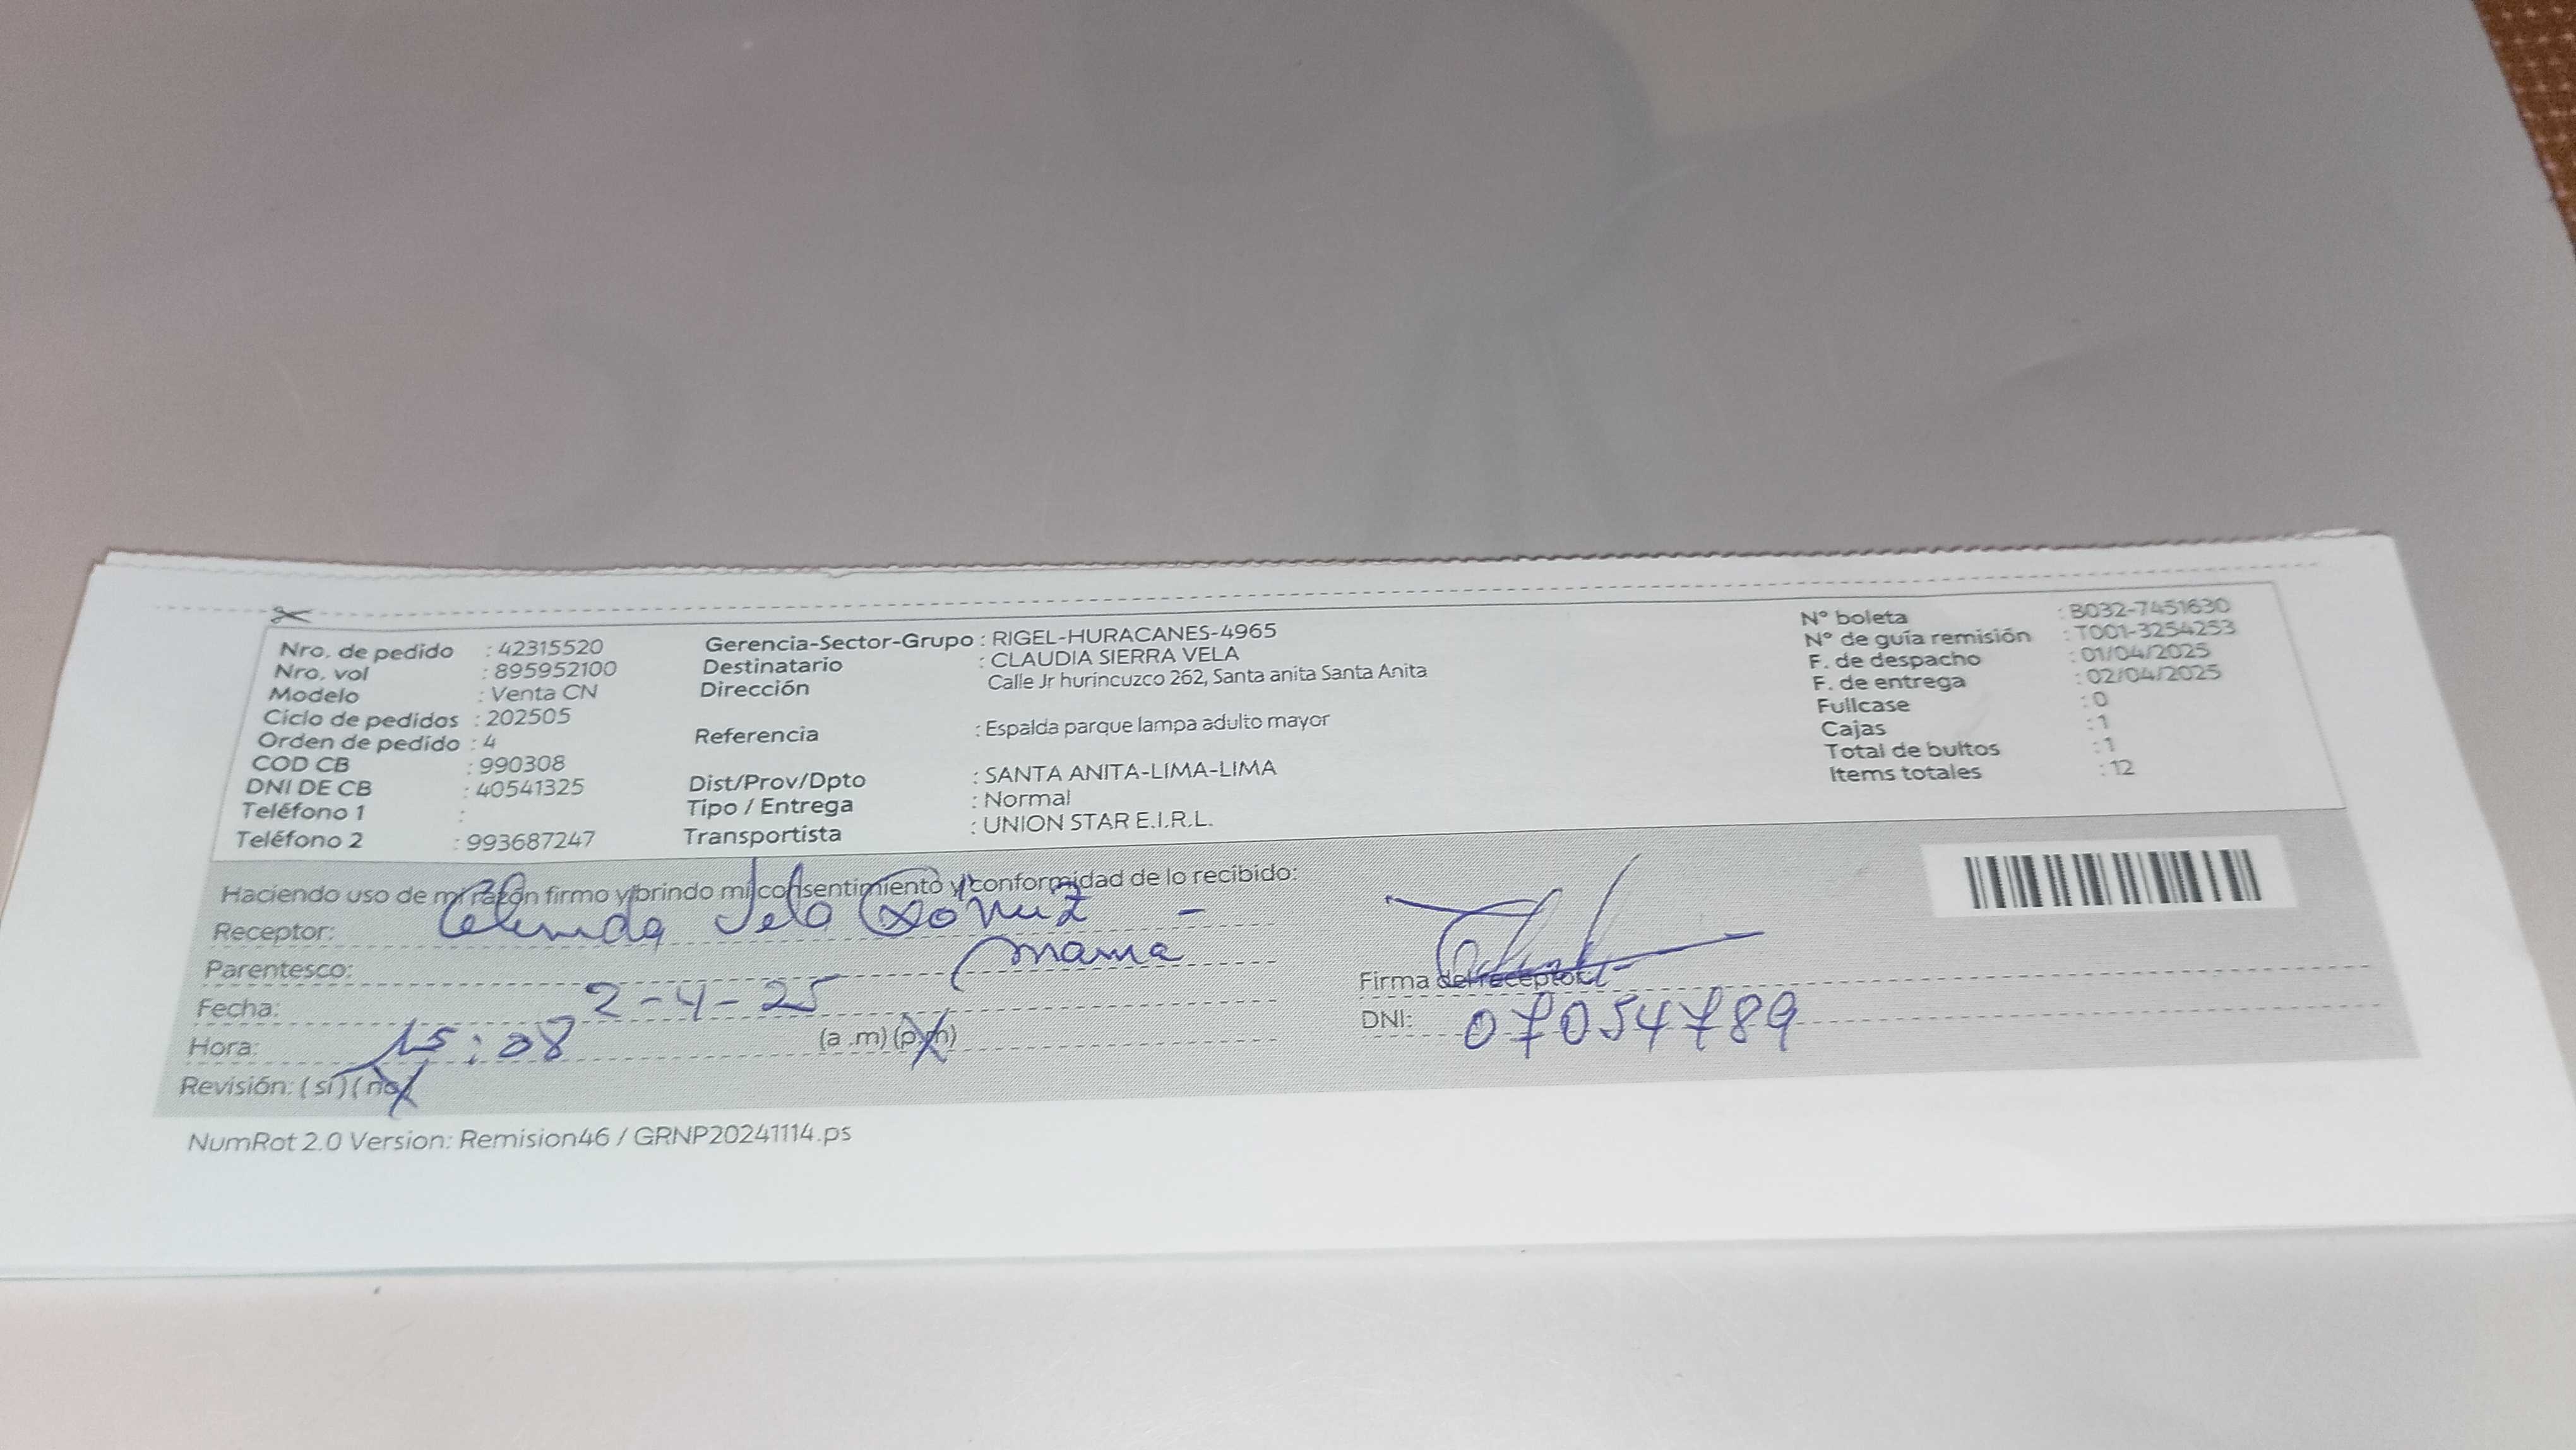 Nro. de pedido : 42315520
Nro. vol : 895952100
Modelo : Venta CN
Ciclo de pedidos : 202505
Orden de pedido : 4
COD CB : 990308
DNI DE CB : 40541325
Teléfono 1 :
Teléfono 2 : 993687247
Gerencia-Sector-Grupo : RIGEL-HURACANES-4965
Destinatario : CLAUDIA SIERRA VELA
Dirección Calle Jr hurincuzco 262, Santa anita Santa Anita
Referencia : Espalda parque lampa adulto mayor
Dist/Prov/Dpto : SANTA ANITA-LIMA-LIMA
Tipo / Entrega : Normal
Transportista : UNION STAR E.I.R.L.
N° boleta : B032-7451630
N° de guía remisión : T001-3254253
F. de despacho : 01/04/2025
F. de entrega : 02/04/2025
Fullcase : 0
Cajas : 1
Total de bultos : 1
Items totales : 12
Haciendo uso de mi razón firmo y brindo mi consentimiento y conformidad de lo recibido:
Receptor: Vela
Parentesco: mama
Fecha: 2-4-25
Hora: 15:08 (a .m) (p.m)
Revisión: ( sí ) ( no )
Firma del receptor:
DNI: 07054789
NumRot 2.0 Version: Remision46 / GRNP20241114.ps